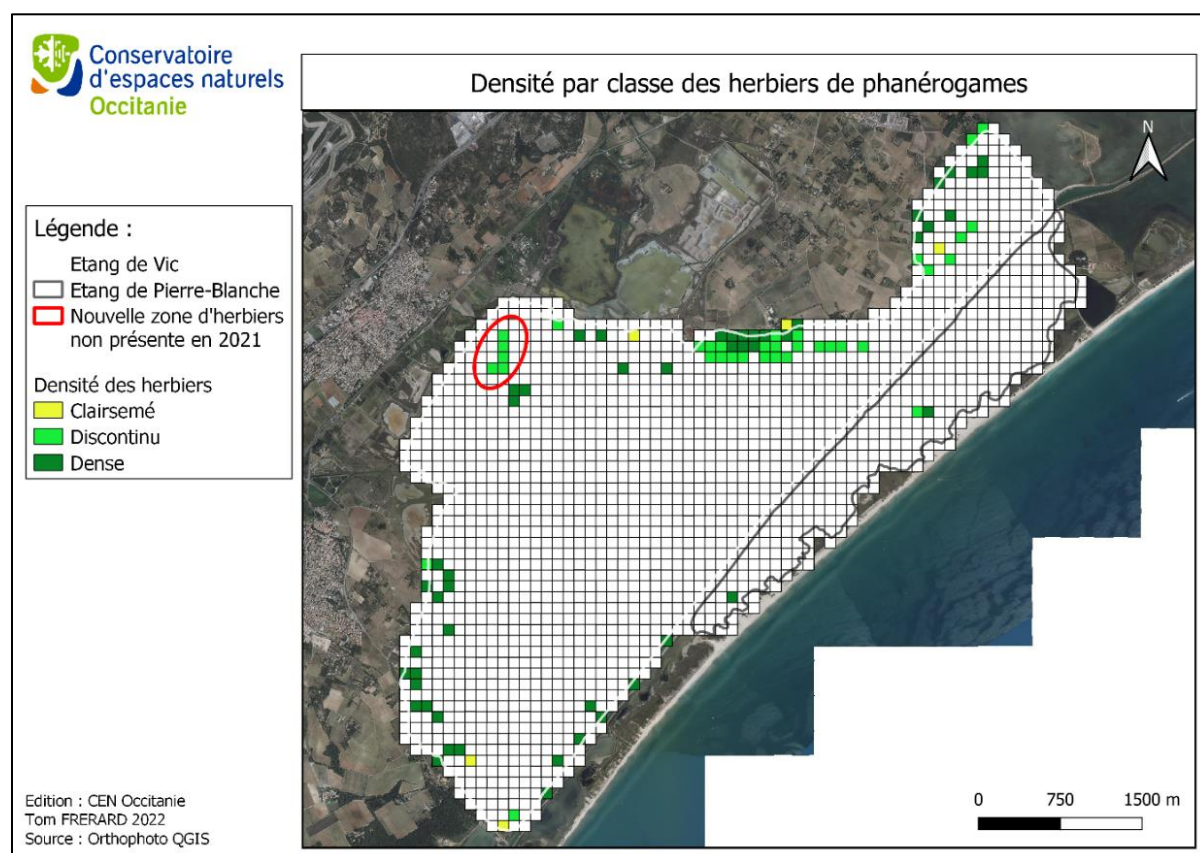 Conservatoire
d'espaces naturels
Occitanie
Densité par classe des herbiers de phanérogames
N
Légende :
Etang de Vic
Etang de Pierre-Blanche
Nouvelle zone d'herbiers
non présente en 2021
Densité des herbiers
Clairsemé
Discontinu
Dense
Edition : CEN Occitanie
Tom FRERARD 2022
Source : Orthophoto QGIS
0 750 1500 m